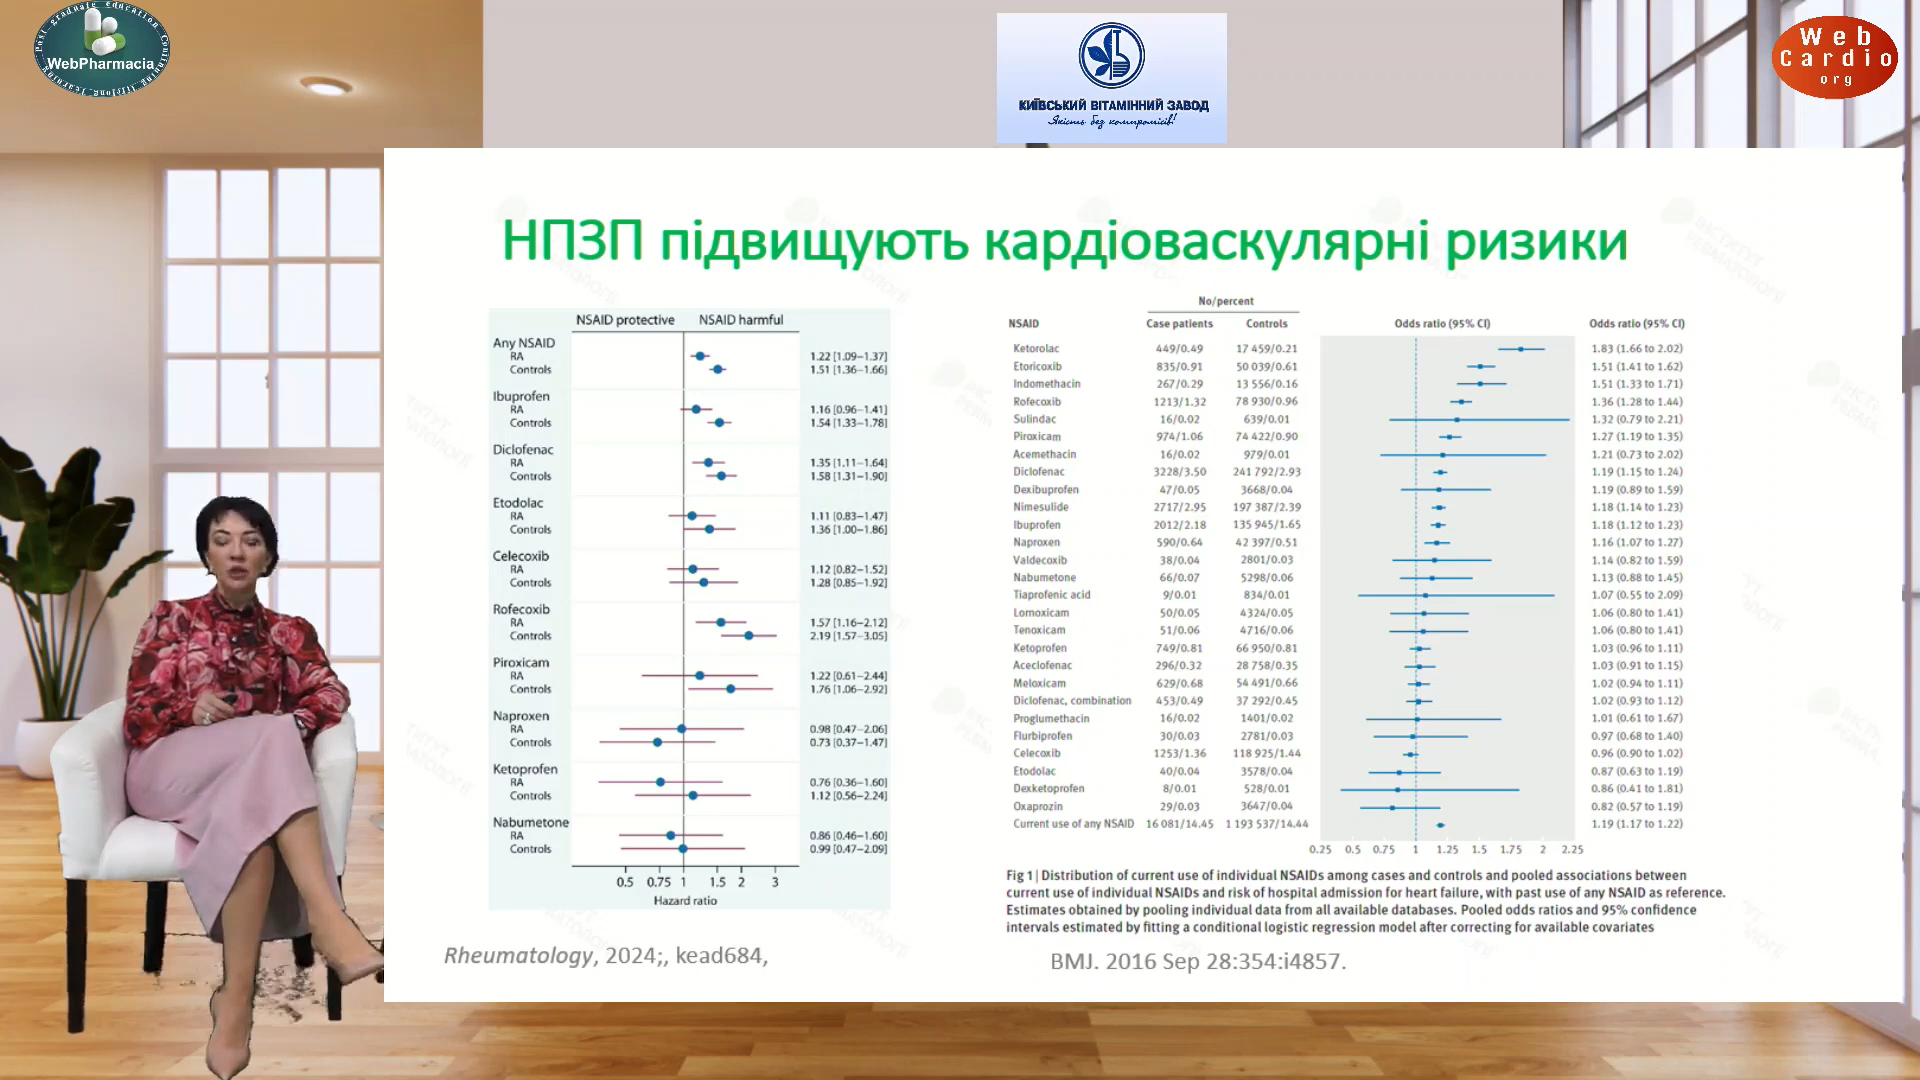 Post-graduate education. Continuing lifelong learning.
WebPharmacia
КИЇВСЬКИЙ ВІТАМІННИЙ ЗАВОД
Якість без компромісів!
Web
Cardio
org
НПЗП підвищують кардіоваскулярні ризики
NSAID protective NSAID harmful
Any NSAID
RA 1.22 [1.09–1.37]
Controls 1.51 [1.36–1.66]
Ibuprofen
RA 1.16 [0.96–1.41]
Controls 1.54 [1.33–1.78]
Diclofenac
RA 1.35 [1.11–1.64]
Controls 1.58 [1.31–1.90]
Etodolac
RA 1.11 [0.83–1.47]
Controls 1.36 [1.00–1.86]
Celecoxib
RA 1.12 [0.82–1.52]
Controls 1.28 [0.85–1.92]
Rofecoxib
RA 1.57 [1.16–2.12]
Controls 2.19 [1.57–3.05]
Piroxicam
RA 1.22 [0.61–2.44]
Controls 1.76 [1.06–2.92]
Naproxen
RA 0.98 [0.47–2.06]
Controls 0.73 [0.37–1.47]
Ketoprofen
RA 0.76 [0.36–1.60]
Controls 1.12 [0.56–2.24]
Nabumetone
RA 0.86 [0.46–1.60]
Controls 0.99 [0.47–2.09]
0.5 0.75 1 1.5 2 3
Hazard ratio
Rheumatology, 2024;, kead684,
No/percent
NSAID Case patients Controls Odds ratio (95% CI) Odds ratio (95% CI)
Ketorolac 449/0.49 17 459/0.21 1.83 (1.66 to 2.02)
Etoricoxib 835/0.91 50 039/0.61 1.51 (1.41 to 1.62)
Indomethacin 267/0.29 13 556/0.16 1.51 (1.33 to 1.71)
Rofecoxib 1213/1.32 78 930/0.96 1.36 (1.28 to 1.44)
Sulindac 16/0.02 639/0.01 1.32 (0.79 to 2.21)
Piroxicam 974/1.06 74 422/0.90 1.27 (1.19 to 1.35)
Acemethacin 16/0.02 979/0.01 1.21 (0.73 to 2.02)
Diclofenac 3228/3.50 241 792/2.93 1.19 (1.15 to 1.24)
Dexibuprofen 47/0.05 3668/0.04 1.19 (0.89 to 1.59)
Nimesulide 2717/2.95 197 387/2.39 1.18 (1.14 to 1.23)
Ibuprofen 2012/2.18 135 945/1.65 1.18 (1.12 to 1.23)
Naproxen 590/0.64 42 397/0.51 1.16 (1.07 to 1.27)
Valdecoxib 38/0.04 2801/0.03 1.14 (0.82 to 1.59)
Nabumetone 66/0.07 5298/0.06 1.13 (0.88 to 1.45)
Tiaprofenic acid 9/0.01 834/0.01 1.07 (0.55 to 2.09)
Lornoxicam 50/0.05 4324/0.05 1.06 (0.80 to 1.41)
Tenoxicam 51/0.06 4716/0.06 1.06 (0.80 to 1.41)
Ketoprofen 749/0.81 66 950/0.81 1.03 (0.96 to 1.11)
Aceclofenac 296/0.32 28 758/0.35 1.03 (0.91 to 1.15)
Meloxicam 629/0.68 54 491/0.66 1.02 (0.94 to 1.11)
Diclofenac, combination 453/0.49 37 292/0.45 1.02 (0.93 to 1.12)
Proglumethacin 16/0.02 1401/0.02 1.01 (0.61 to 1.67)
Flurbiprofen 30/0.03 2781/0.03 0.97 (0.68 to 1.40)
Celecoxib 1253/1.36 118 925/1.44 0.96 (0.90 to 1.02)
Etodolac 40/0.04 3578/0.04 0.87 (0.63 to 1.19)
Dexketoprofen 8/0.01 528/0.01 0.86 (0.41 to 1.81)
Oxaprozin 29/0.03 3647/0.04 0.82 (0.57 to 1.19)
Current use of any NSAID 16 081/14.45 1 193 537/14.44 1.19 (1.17 to 1.22)
0.25 0.5 0.75 1 1.25 1.5 1.75 2 2.25
Fig 1 | Distribution of current use of individual NSAIDs among cases and controls and pooled associations between
current use of individual NSAIDs and risk of hospital admission for heart failure, with past use of any NSAID as reference.
Estimates obtained by pooling individual data from all available databases. Pooled odds ratios and 95% confidence
intervals estimated by fitting a conditional logistic regression model after correcting for available covariates
BMJ. 2016 Sep 28:354:i4857.